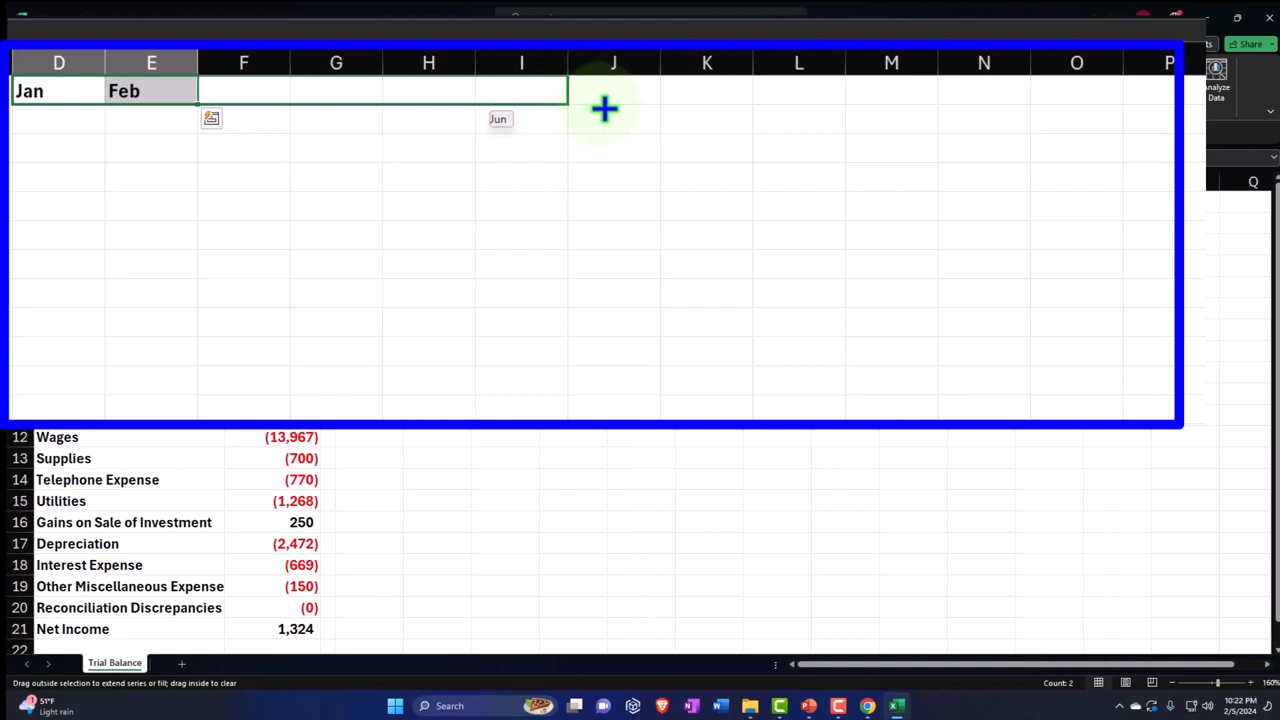 Share
ts
Analyze
Data
D E F G H I J K L M N O P
Jan Feb
Jun
Q
12 Wages (13,967)
13 Supplies (700)
14 Telephone Expense (770)
15 Utilities (1,268)
16 Gains on Sale of Investment 250
17 Depreciation (2,472)
18 Interest Expense (669)
19 Other Miscellaneous Expense (150)
20 Reconciliation Discrepancies (0)
21 Net Income 1,324
22
Trial Balance
Drag outside selection to extend series or fill; drag inside to clear
Count: 2
160%
1
51°F
Light rain
Search
10:22 PM
2/5/2024